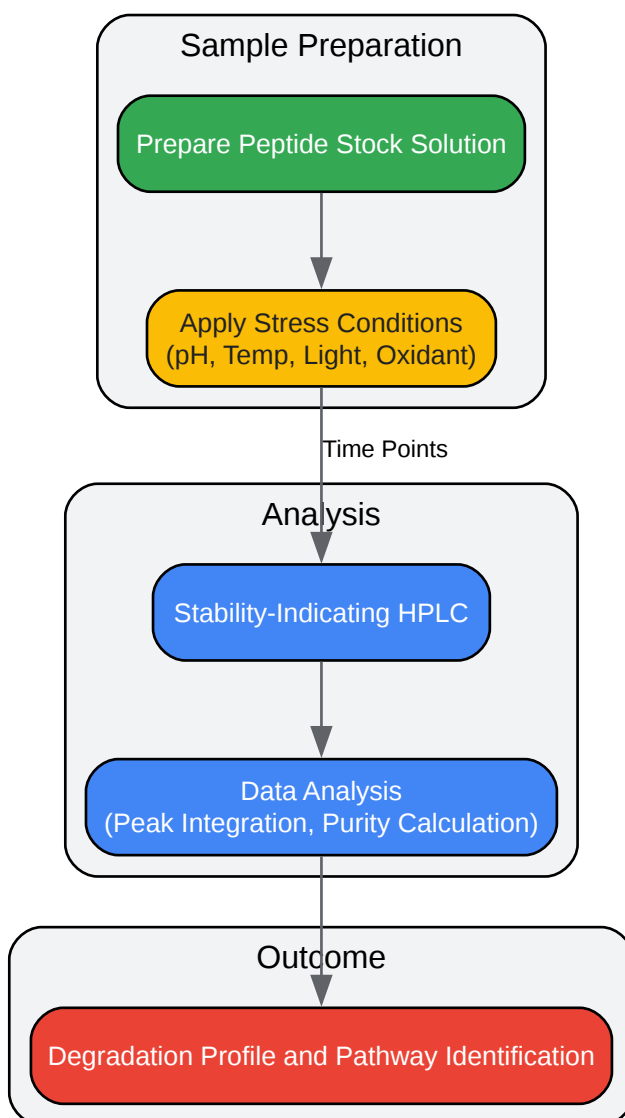 Sample Preparation
Prepare Peptide Stock Solution
Apply Stress Conditions
(pH, Temp, Light, Oxidant)
Time Points
Analysis
Stability-Indicating HPLC
Data Analysis
(Peak Integration, Purity Calculation)
Outcome
Degradation Profile and Pathway Identification